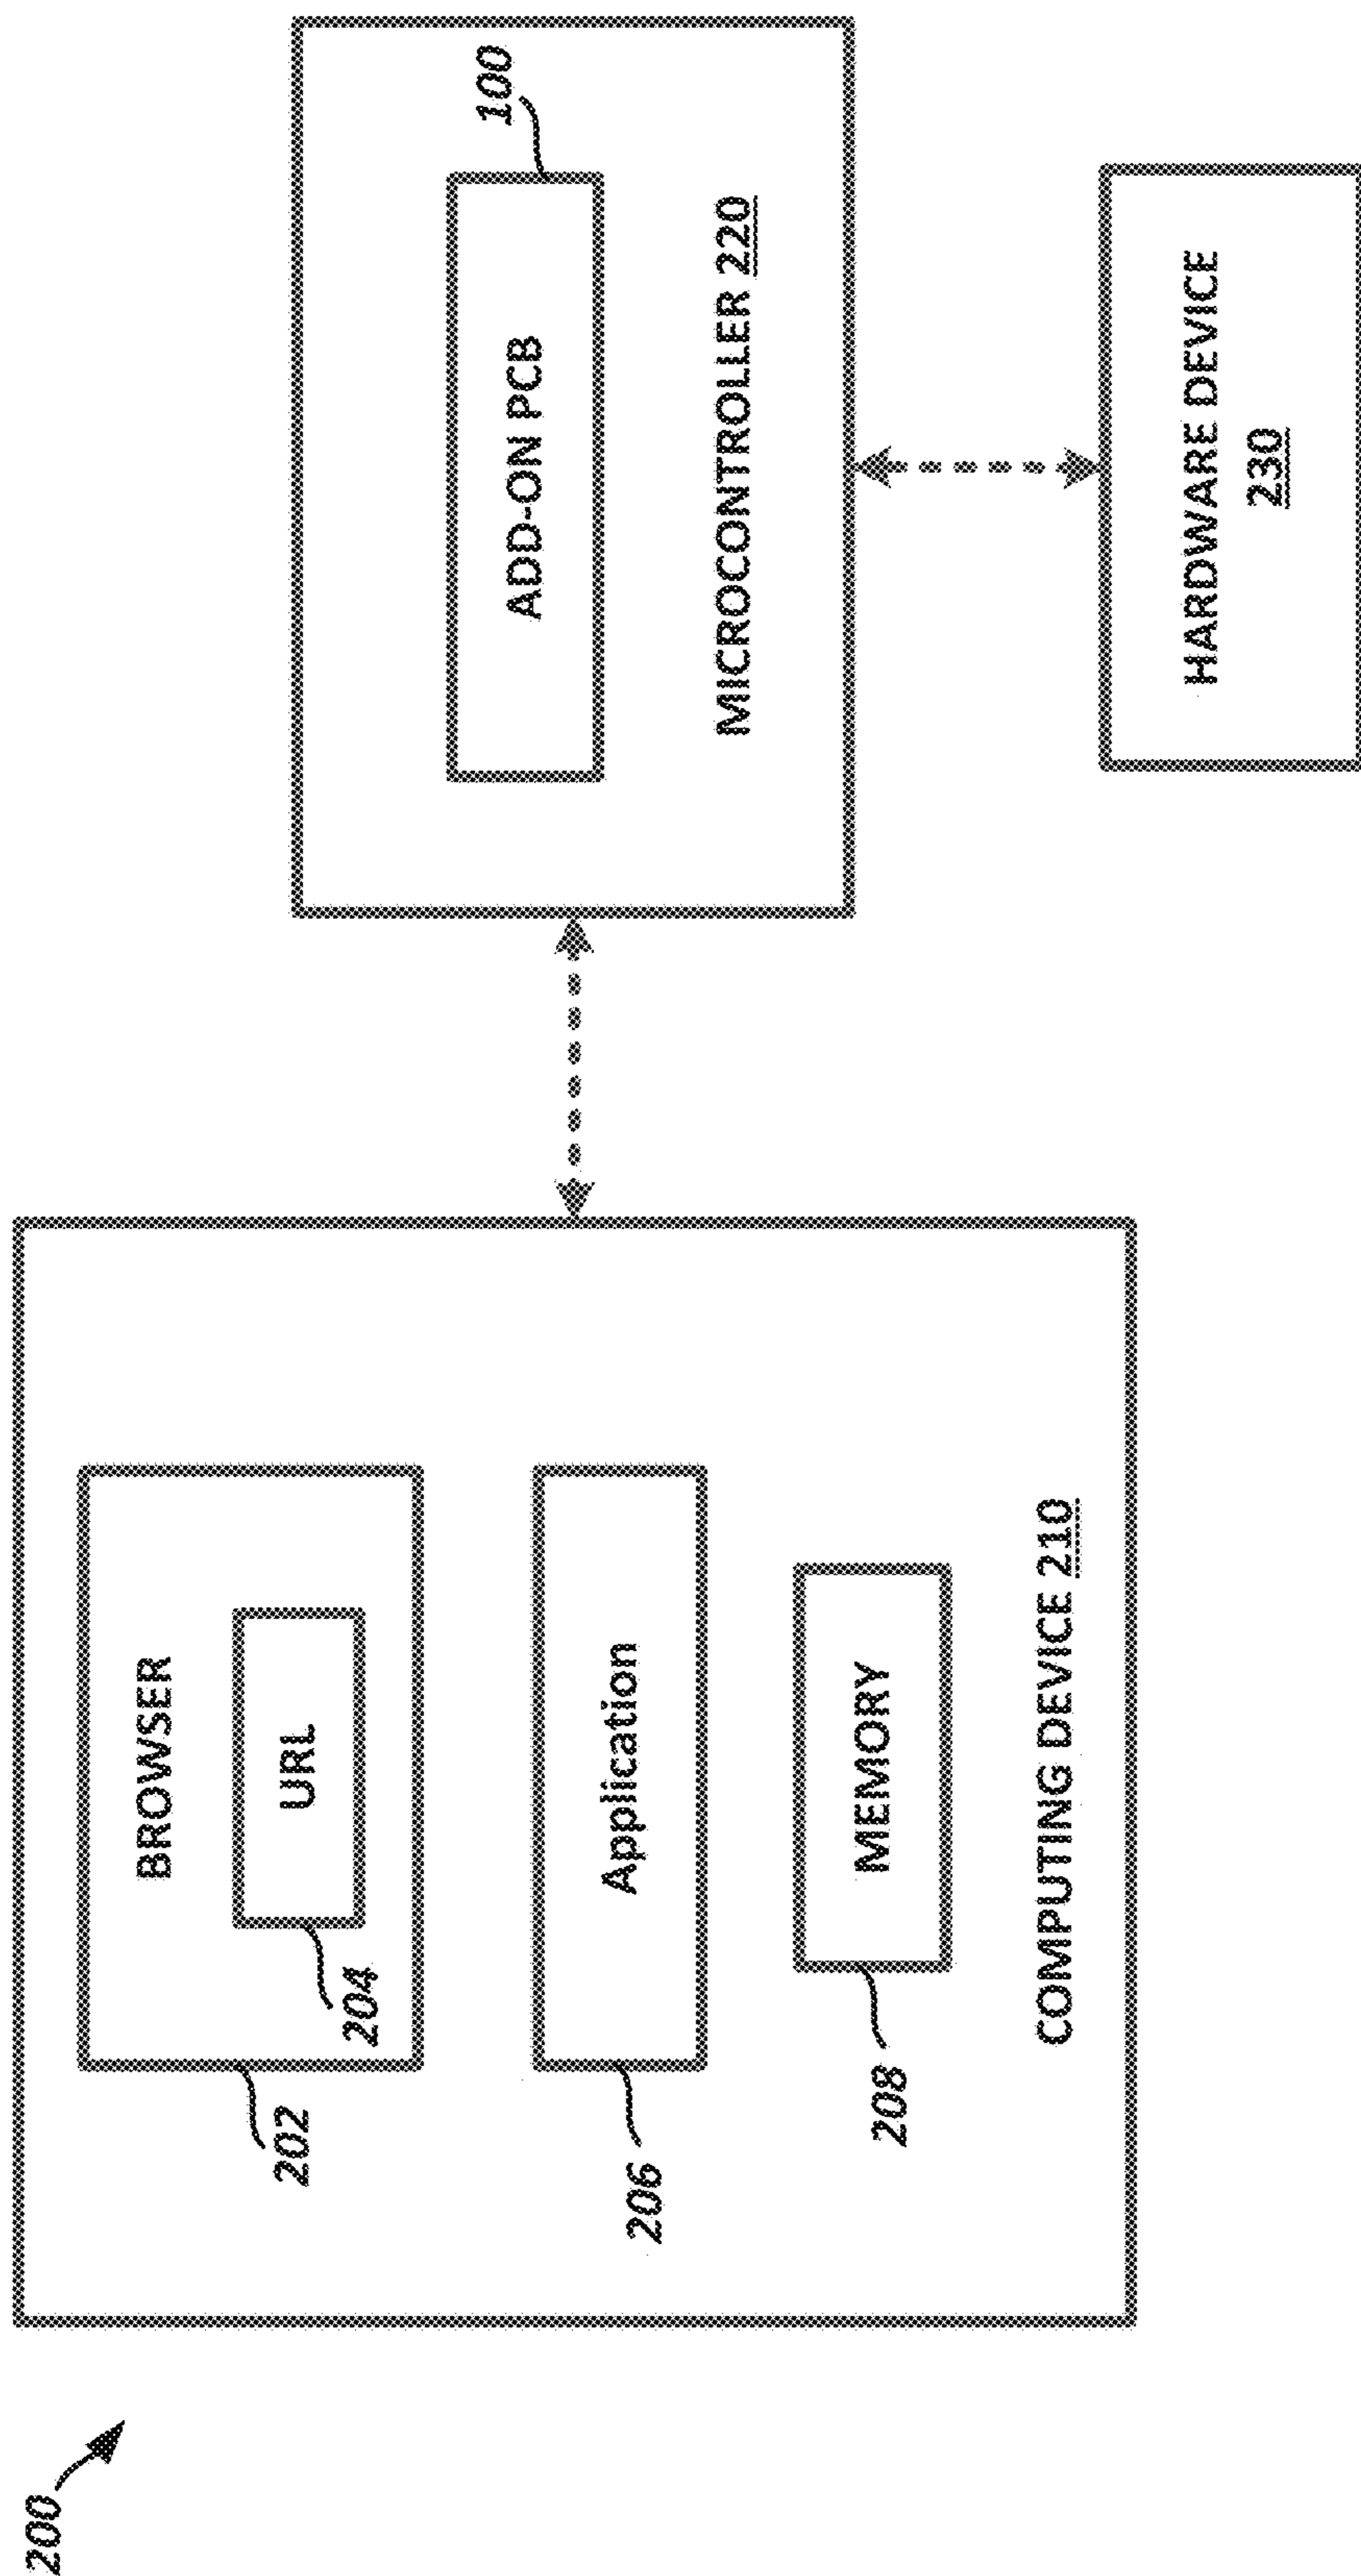 200
BROWSER
URL
204
202
Application
206
MEMORY
208
COMPUTING DEVICE 210
100
ADD-ON PCB
MICROCONTROLLER 220
HARDWARE DEVICE
230